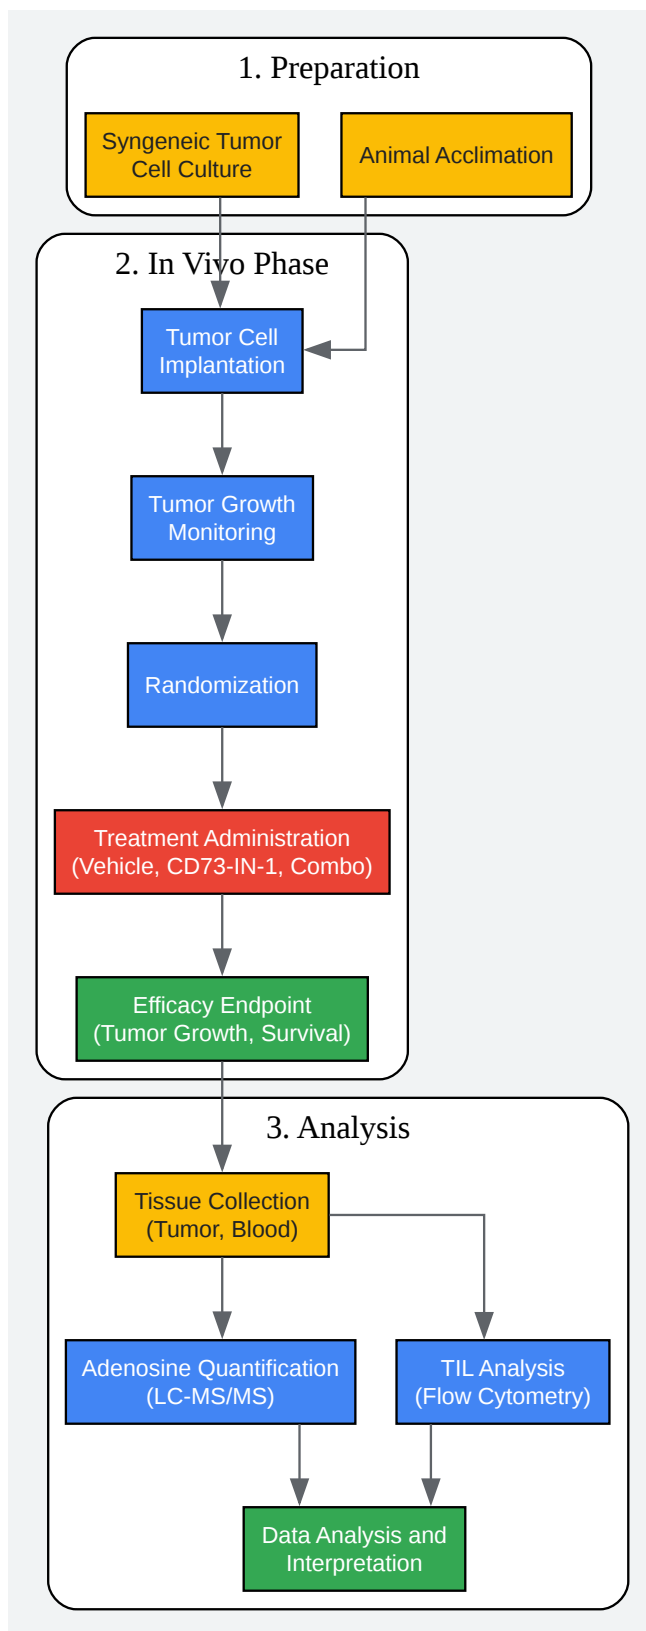 1. Preparation
Syngeneic Tumor
Cell Culture
Animal Acclimation
2. In Vivo Phase
Tumor Cell
Implantation
Tumor Growth
Monitoring
Randomization
Treatment Administration
(Vehicle, CD73-IN-1, Combo)
Efficacy Endpoint
(Tumor Growth, Survival)
3. Analysis
Tissue Collection
(Tumor, Blood)
Adenosine Quantification
(LC-MS/MS)
TIL Analysis
(Flow Cytometry)
Data Analysis and
Interpretation